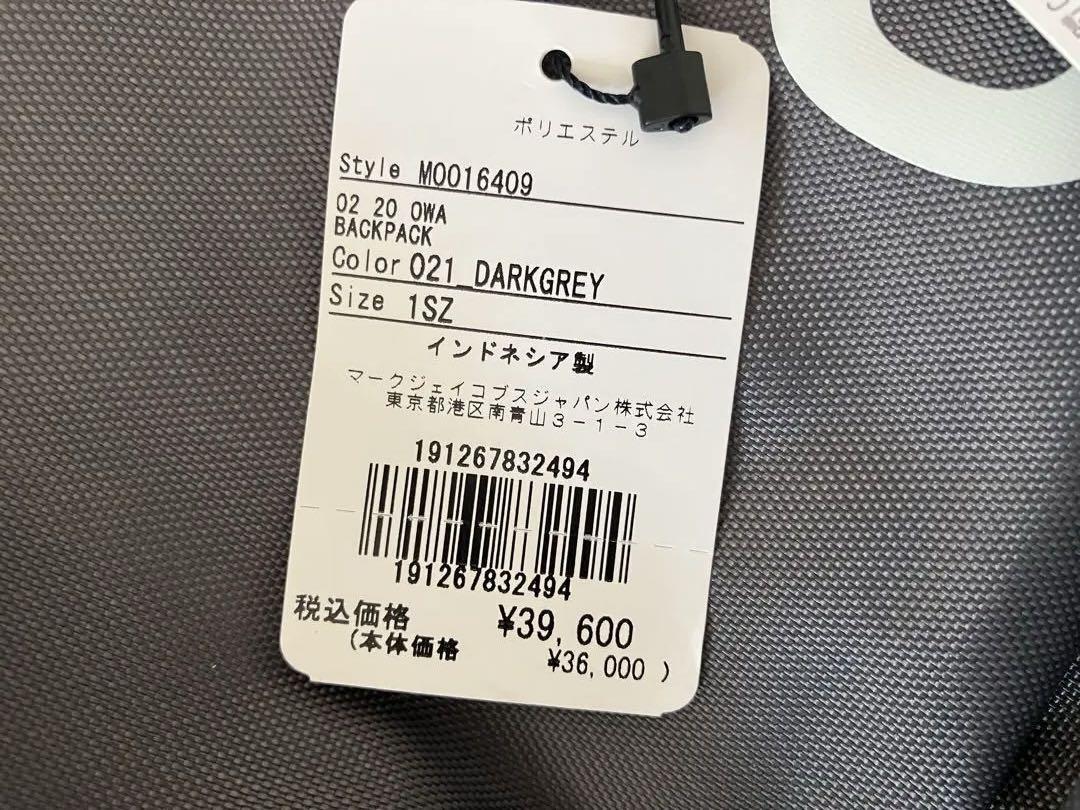 ポリエステル
Style M0016409
02 20 OWA
BACKPACK
Color 021_DARKGREY
Size 1SZ
インドネシア製
マークジェイコブスジャパン株式会社
東京都港区南青山3-1-3
191267832494
191267832494
税込価格 ¥39,600
(本体価格 ¥36,000)